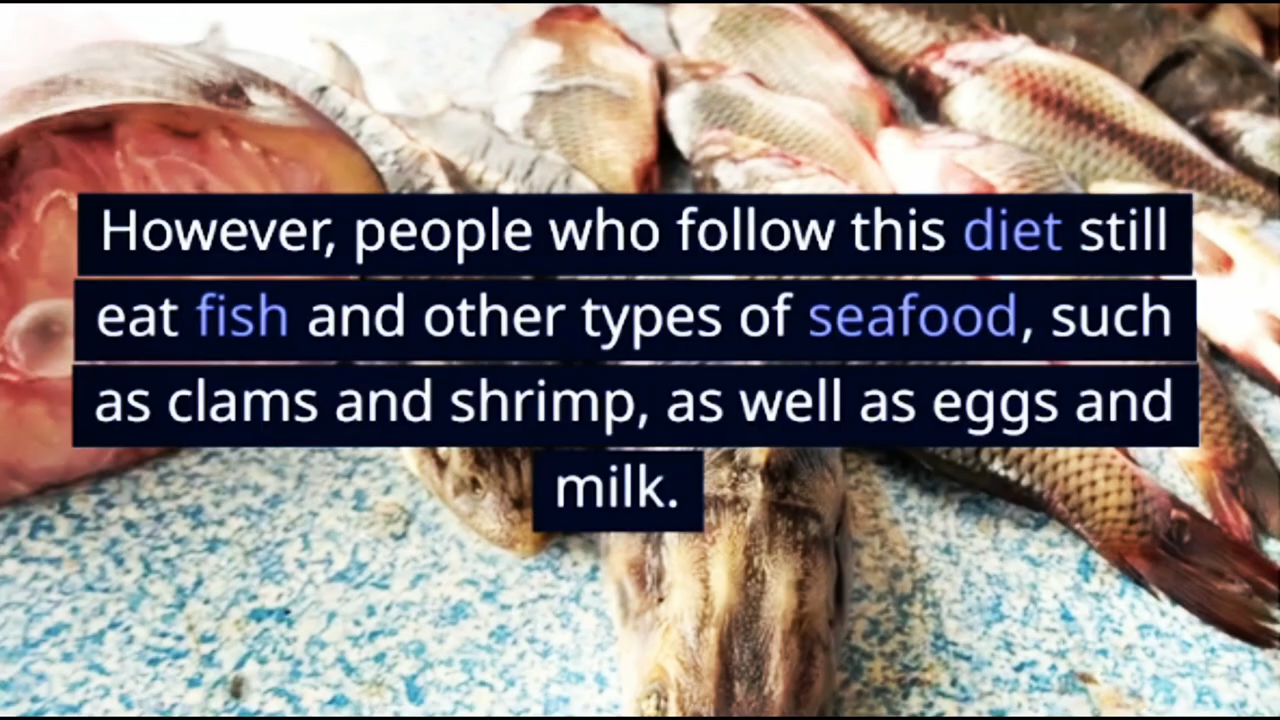 However, people who follow this diet still
eat fish and other types of seafood, such
as clams and shrimp, as well as eggs and
milk.